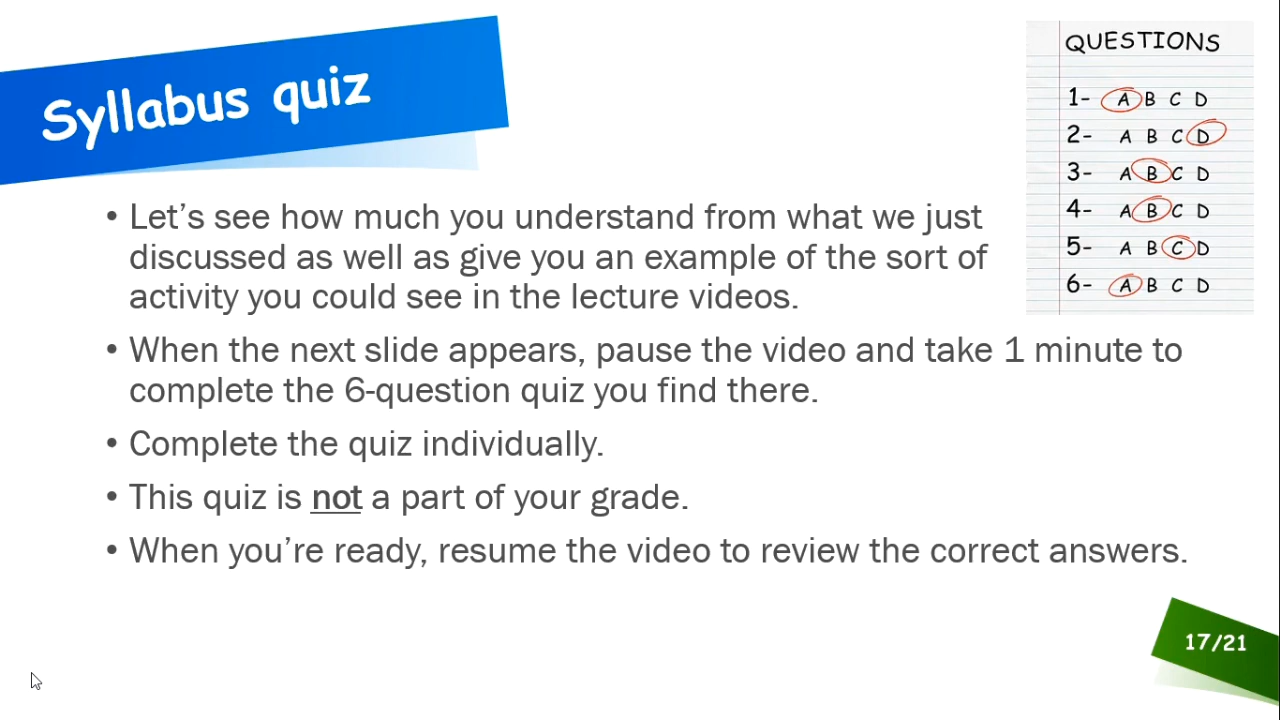 Syllabus quiz
QUESTIONS
1- A B C D
2- A B C D
3- A B C D
4- A B C D
5- A B C D
6- A B C D
• Let’s see how much you understand from what we just
discussed as well as give you an example of the sort of
activity you could see in the lecture videos.
• When the next slide appears, pause the video and take 1 minute to
complete the 6-question quiz you find there.
• Complete the quiz individually.
• This quiz is not a part of your grade.
• When you’re ready, resume the video to review the correct answers.
17/21